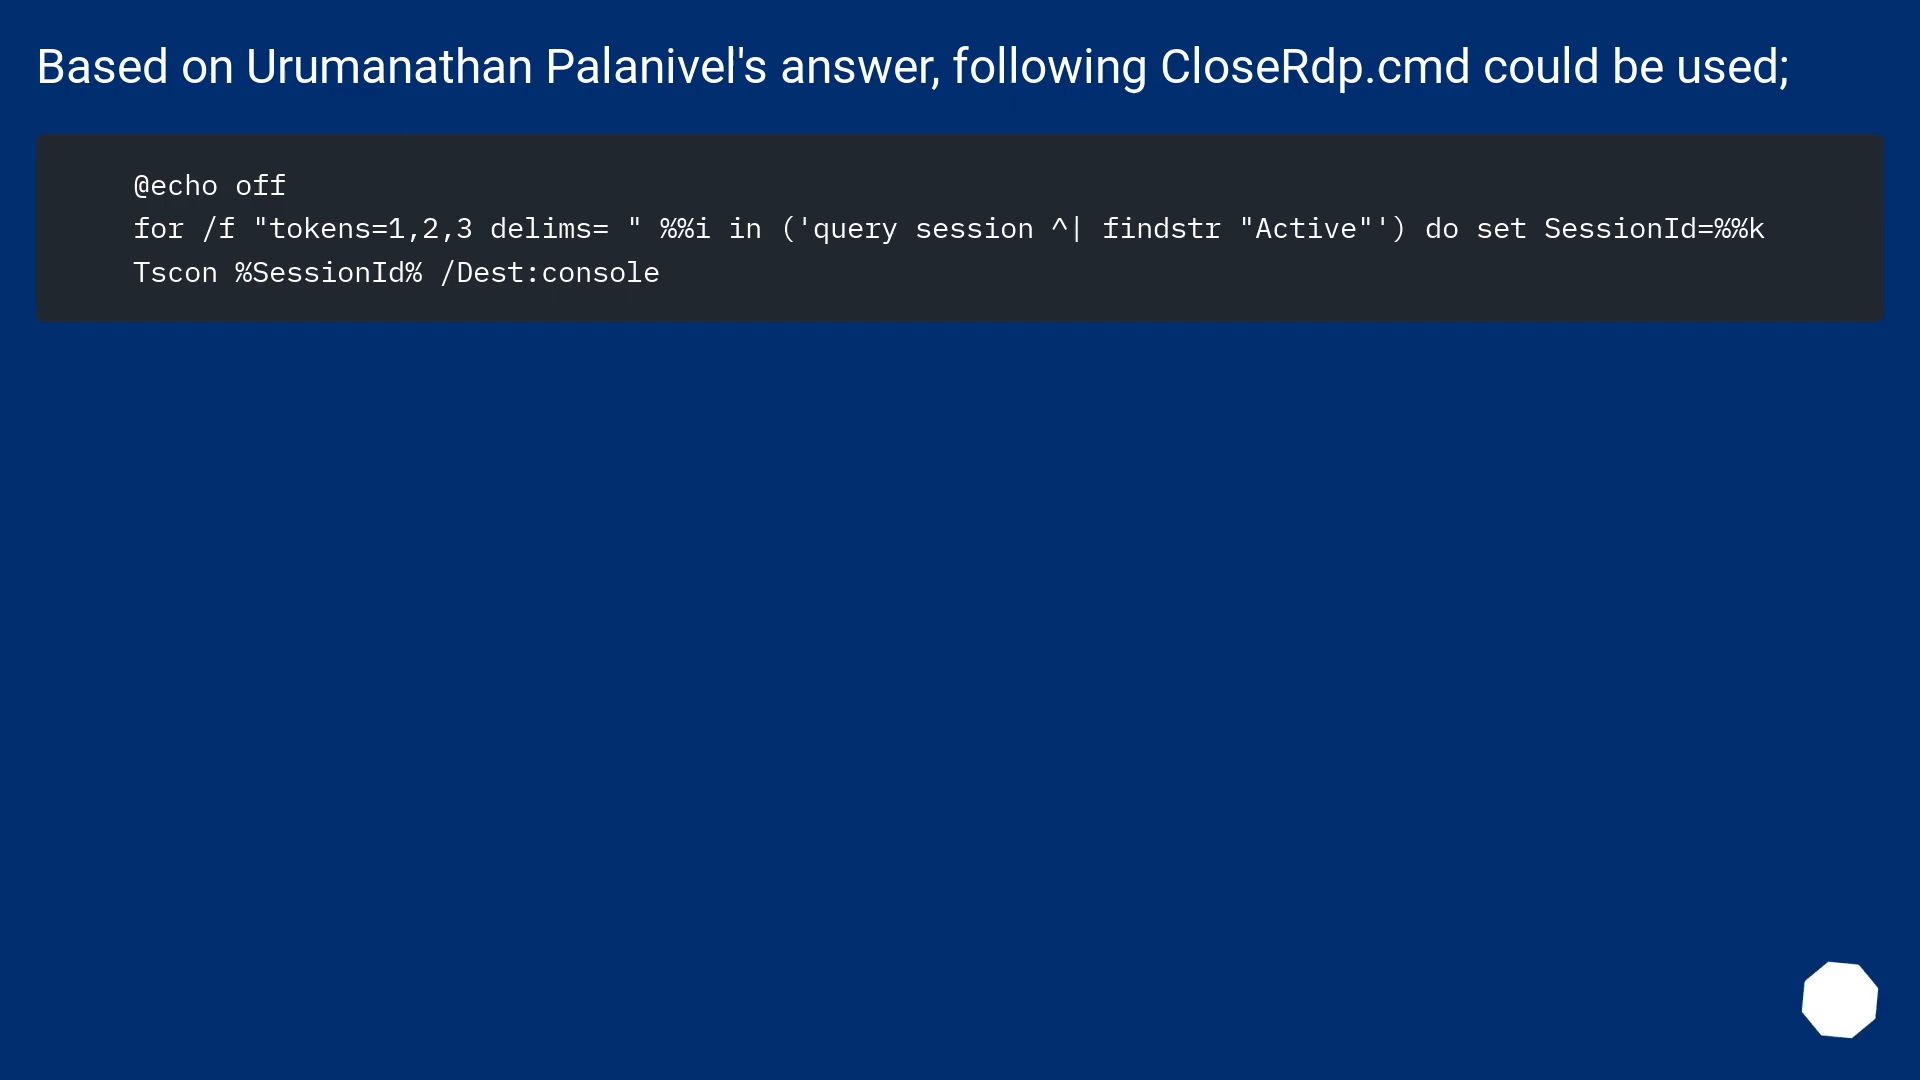 Based on Urumanathan Palanivel's answer, following CloseRdp.cmd could be used;
@echo off
for /f "tokens=1,2,3 delims= " %%i in ('query session ^| findstr "Active"') do set SessionId=%%k
Tscon %SessionId% /Dest:console